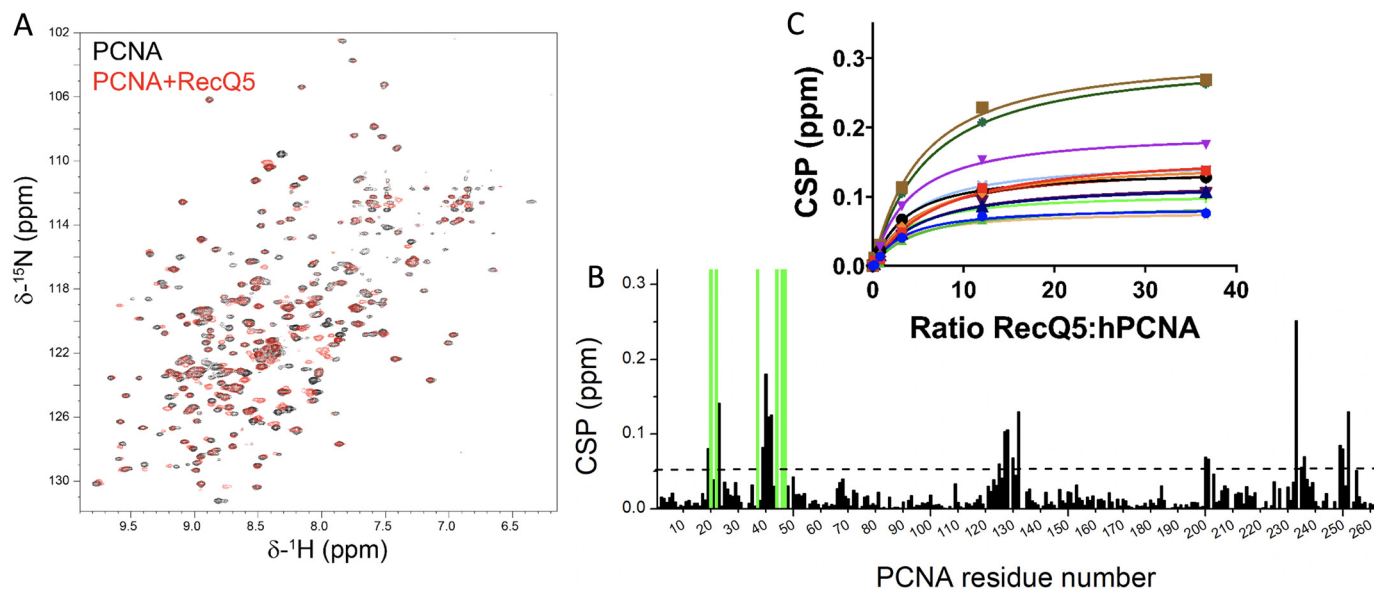 A
PCNA
PCNA+RecQ5
102
106
110
114
118
122
126
130
δ-¹⁵N (ppm)
9.5 9.0 8.5 8.0 7.5 7.0 6.5
δ-¹H (ppm)
C
0.3
0.2
0.1
0.0
CSP (ppm)
0 10 20 30 40
Ratio RecQ5:hPCNA
B
0.3
0.2
0.1
0.0
CSP (ppm)
10 20 30 40 50 60 70 80 90 100 110 120 130 140 150 160 170 180 190 200 210 220 230 240 250 260
PCNA residue number